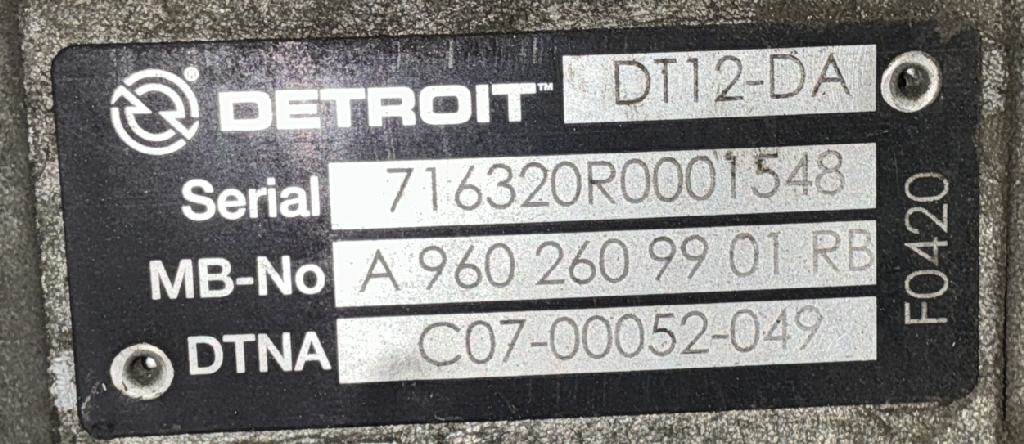 ® DETROIT™ DT12-DA
Serial 716320R0001548
MB-No A 960 260 99 01 RB
DTNA C07-00052-049
F0420